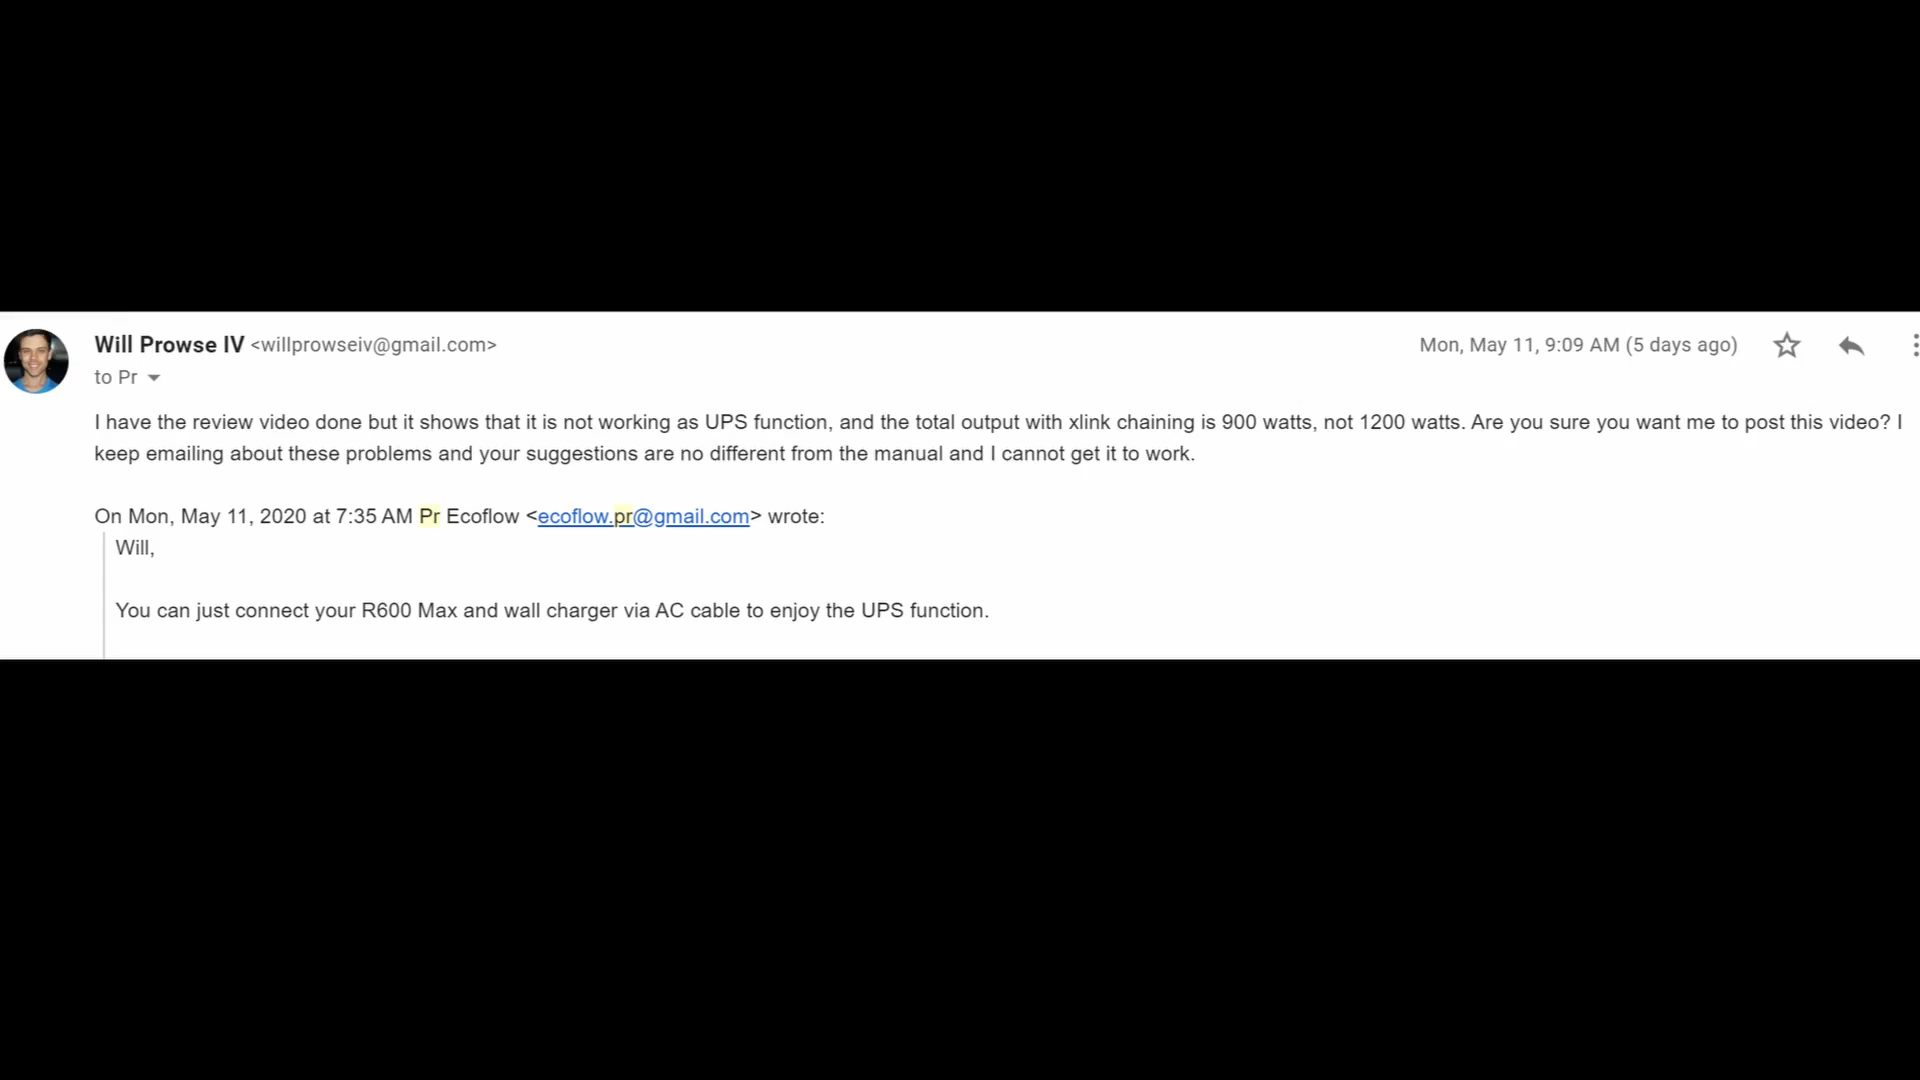 Will Prowse IV <willprowseiv@gmail.com>
Mon, May 11, 9:09 AM (5 days ago)
to Pr
I have the review video done but it shows that it is not working as UPS function, and the total output with xlink chaining is 900 watts, not 1200 watts. Are you sure you want me to post this video? I
keep emailing about these problems and your suggestions are no different from the manual and I cannot get it to work.
On Mon, May 11, 2020 at 7:35 AM Pr Ecoflow <ecoflow.pr@gmail.com> wrote:
Will,
You can just connect your R600 Max and wall charger via AC cable to enjoy the UPS function.